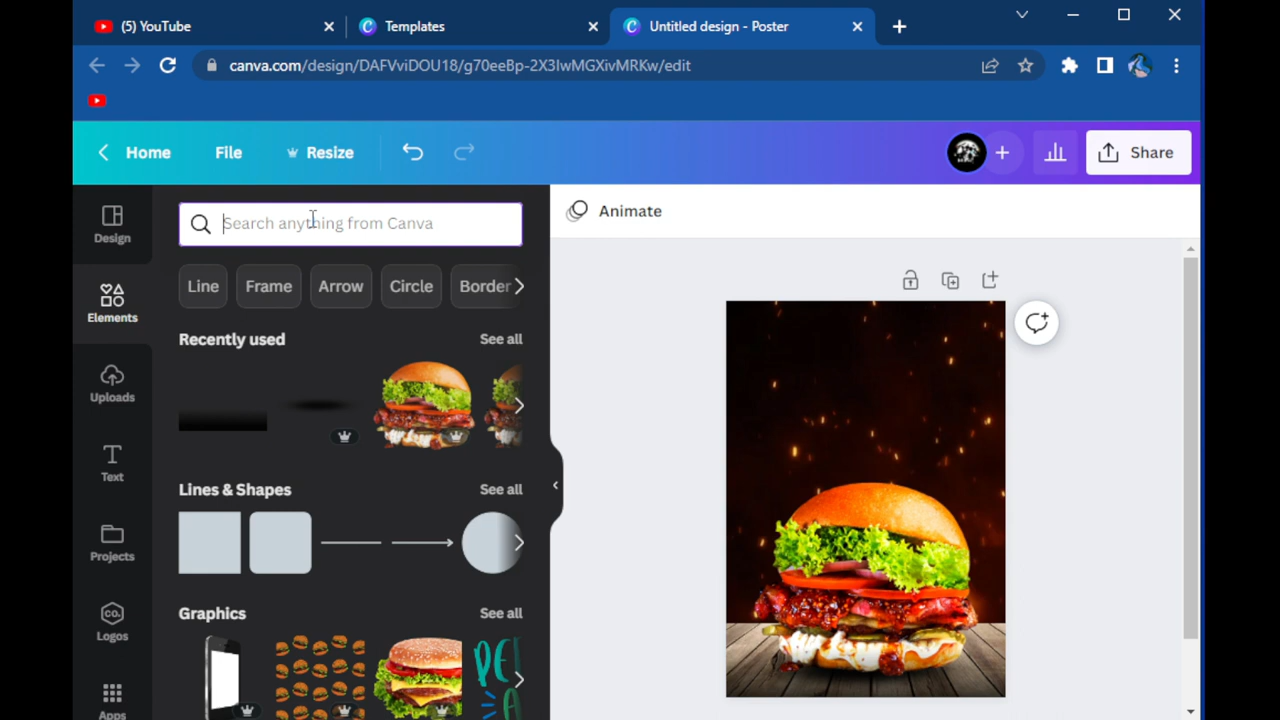 (5) YouTube
Templates
Untitled design - Poster
canva.com/design/DAFVviDOU18/g70eeBp-2X3IwMGXivMRKw/edit
Home
File
Resize
Share
Design
Elements
Uploads
Text
Projects
CO.
Logos
Apps
Search anything from Canva
Line
Frame
Arrow
Circle
Border
Recently used
See all
Lines & Shapes
See all
Graphics
See all
Animate